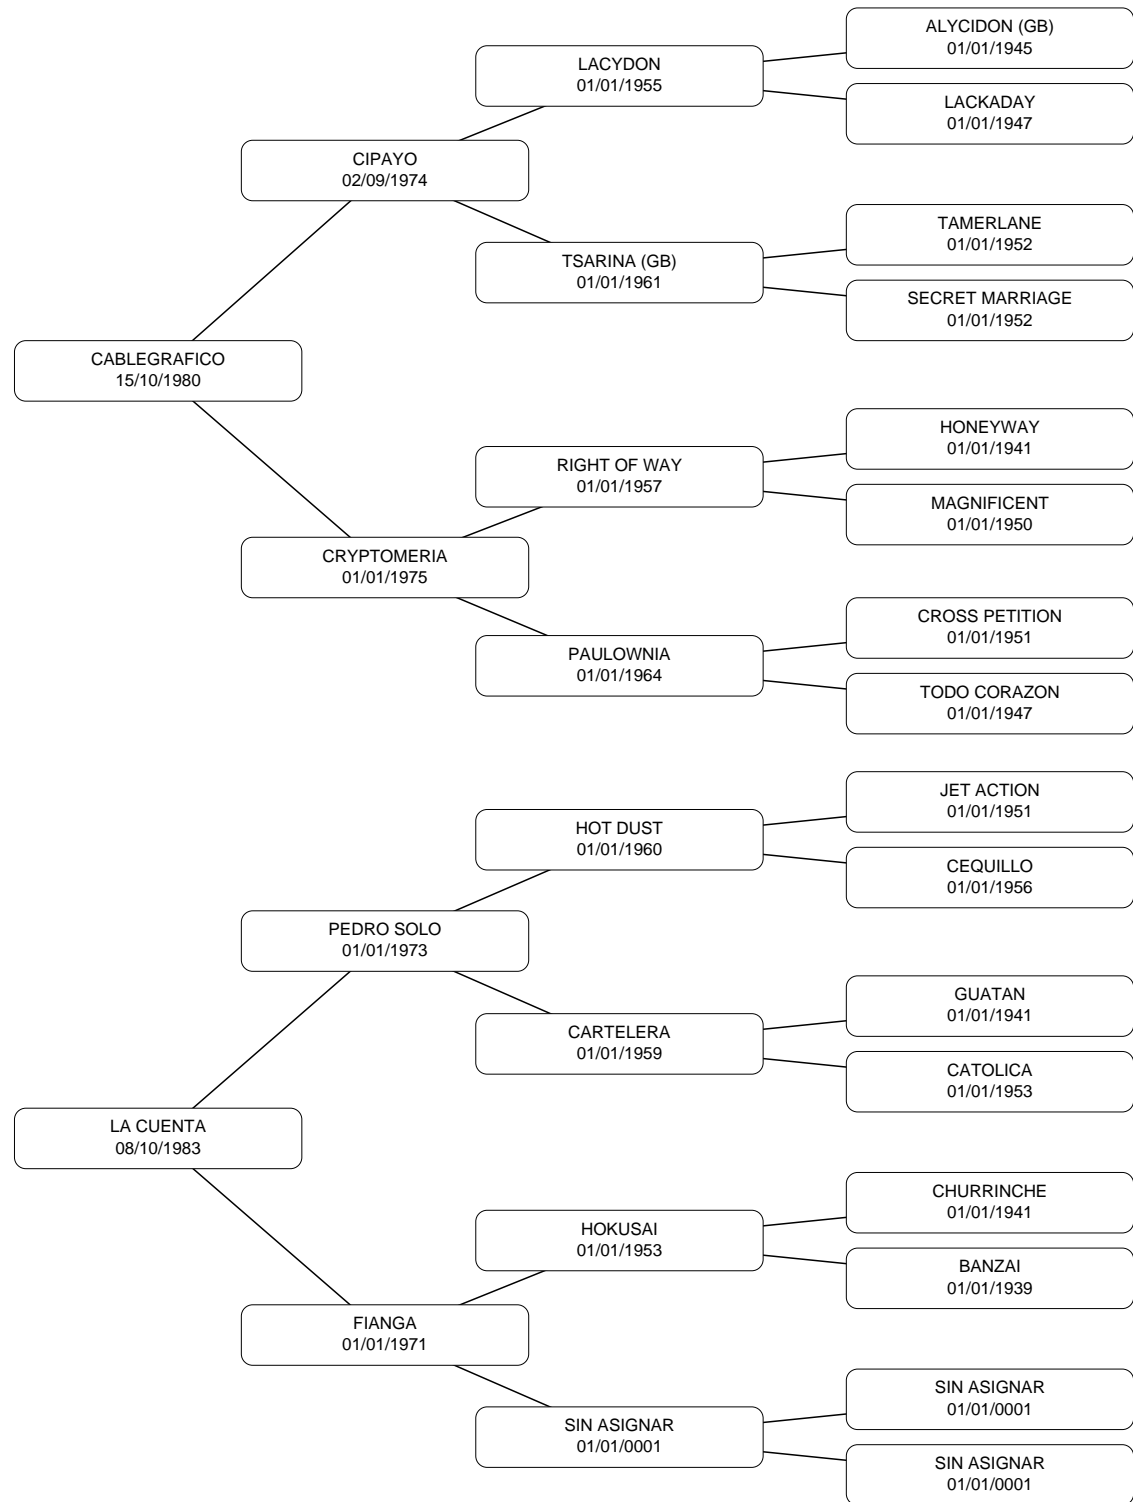 ALYCIDON (GB)
01/01/1945
LACYDON
01/01/1955
LACKADAY
01/01/1947
CIPAYO
02/09/1974
TAMERLANE
01/01/1952
TSARINA (GB)
01/01/1961
SECRET MARRIAGE
01/01/1952
CABLEGRAFICO
15/10/1980
HONEYWAY
01/01/1941
RIGHT OF WAY
01/01/1957
MAGNIFICENT
01/01/1950
CRYPTOMERIA
01/01/1975
CROSS PETITION
01/01/1951
PAULOWNIA
01/01/1964
TODO CORAZON
01/01/1947
JET ACTION
01/01/1951
HOT DUST
01/01/1960
CEQUILLO
01/01/1956
PEDRO SOLO
01/01/1973
GUATAN
01/01/1941
CARTELERA
01/01/1959
CATOLICA
01/01/1953
LA CUENTA
08/10/1983
CHURRINCHE
01/01/1941
HOKUSAI
01/01/1953
BANZAI
01/01/1939
FIANGA
01/01/1971
SIN ASIGNAR
01/01/0001
SIN ASIGNAR
01/01/0001
SIN ASIGNAR
01/01/0001